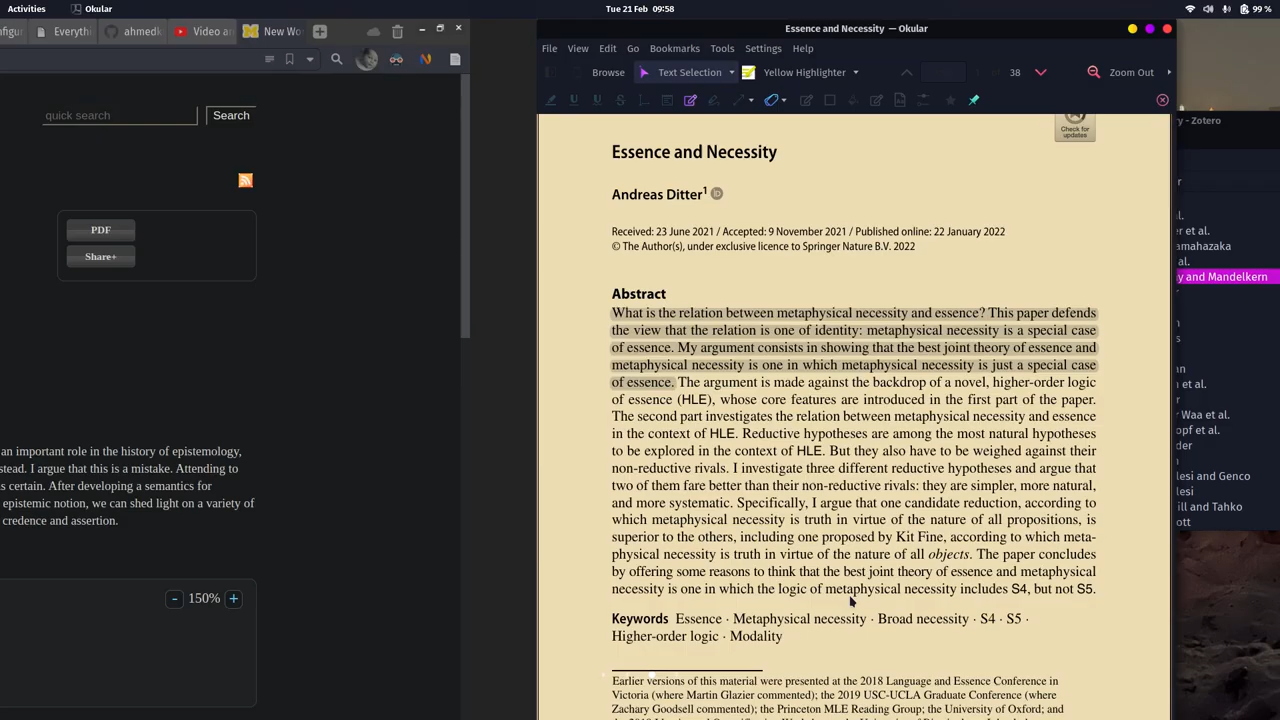 Activities Okular Tue 21 Feb 09:58 99 %
Everythi ahmedk Video an New Wo
Essence and Necessity — Okular
File View Edit Go Bookmarks Tools Settings Help
Browse Text Selection Yellow Highlighter 38 Zoom Out
quick search Search
PDF
Share+
an important role in the history of epistemology,
stead. I argue that this is a mistake. Attending to
s certain. After developing a semantics for
epistemic notion, we can shed light on a variety of
credence and assertion.
- 150% +
Check for
updates
Essence and Necessity
Andreas Ditter1
Received: 23 June 2021 / Accepted: 9 November 2021 / Published online: 22 January 2022
© The Author(s), under exclusive licence to Springer Nature B.V. 2022
Abstract
What is the relation between metaphysical necessity and essence? This paper defends
the view that the relation is one of identity: metaphysical necessity is a special case
of essence. My argument consists in showing that the best joint theory of essence and
metaphysical necessity is one in which metaphysical necessity is just a special case
of essence. The argument is made against the backdrop of a novel, higher-order logic
of essence (HLE), whose core features are introduced in the first part of the paper.
The second part investigates the relation between metaphysical necessity and essence
in the context of HLE. Reductive hypotheses are among the most natural hypotheses
to be explored in the context of HLE. But they also have to be weighed against their
non-reductive rivals. I investigate three different reductive hypotheses and argue that
two of them fare better than their non-reductive rivals: they are simpler, more natural,
and more systematic. Specifically, I argue that one candidate reduction, according to
which metaphysical necessity is truth in virtue of the nature of all propositions, is
superior to the others, including one proposed by Kit Fine, according to which meta-
physical necessity is truth in virtue of the nature of all objects. The paper concludes
by offering some reasons to think that the best joint theory of essence and metaphysical
necessity is one in which the logic of metaphysical necessity includes S4, but not S5.
Keywords Essence · Metaphysical necessity · Broad necessity · S4 · S5 ·
Higher-order logic · Modality
Earlier versions of this material were presented at the 2018 Language and Essence Conference in
Victoria (where Martin Glazier commented); the 2019 USC-UCLA Graduate Conference (where
Zachary Goodsell commented); the Princeton MLE Reading Group; the University of Oxford; and
y - Zotero
l.
er et al.
amahazaka
al.
y and Mandelkern
an
n et al.
r Waa et al.
opf et al.
der
lesi and Genco
lesi
ill and Tahko
ott